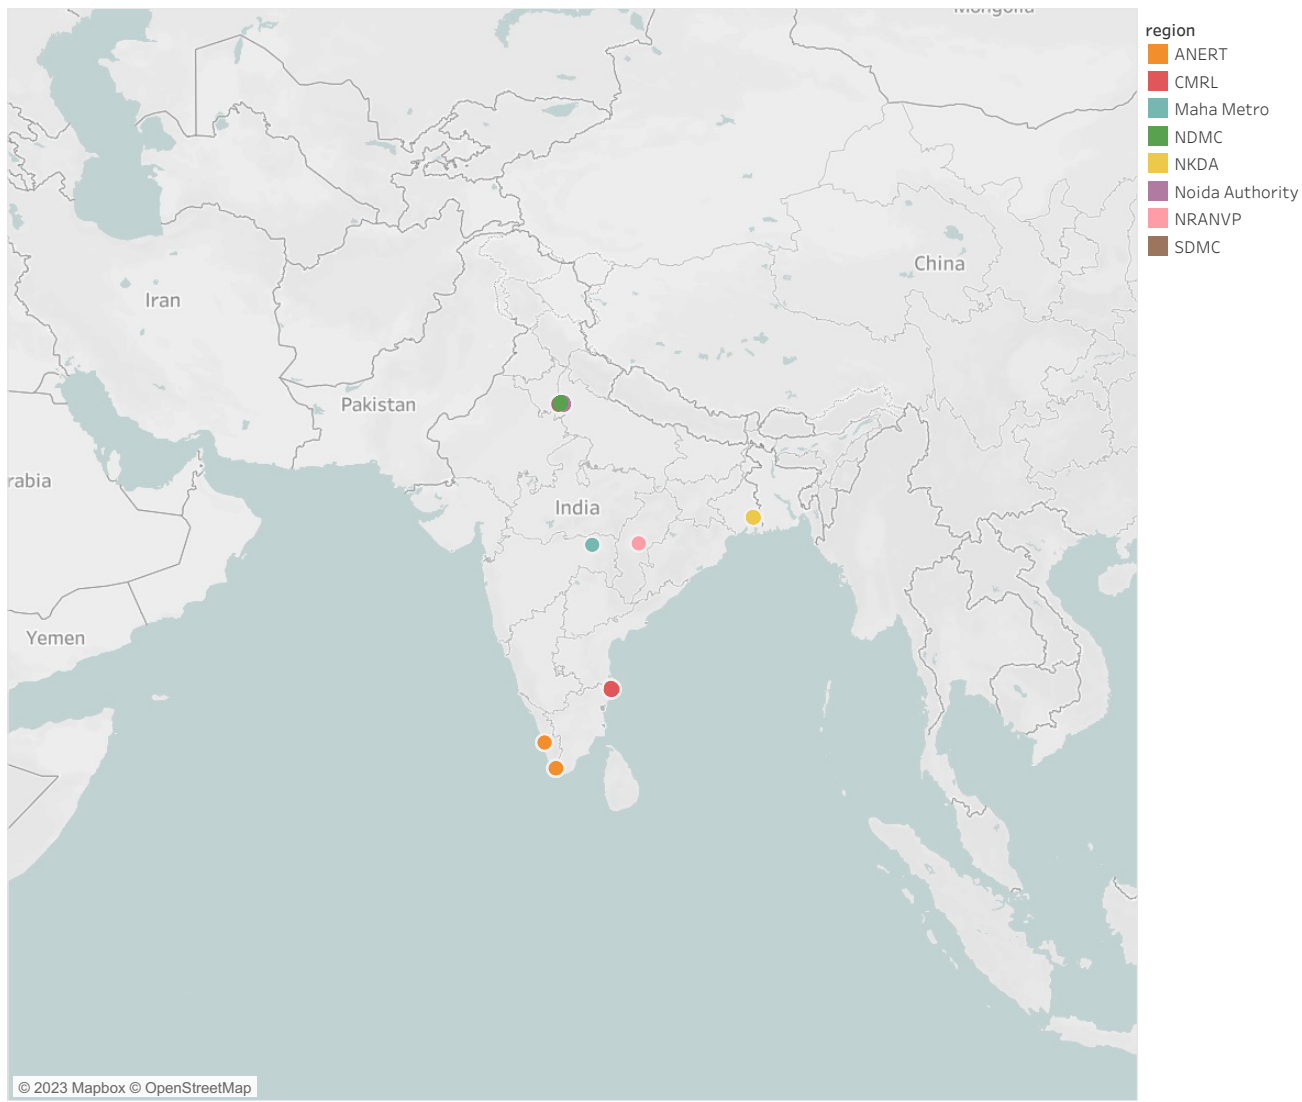 region
ANERT
CMRL
Maha Metro
NDMC
NKDA
Noida Authority
NRANVP
SDMC
China
Iran
Pakistan
rabia
India
Yemen
© 2023 Mapbox © OpenStreetMap